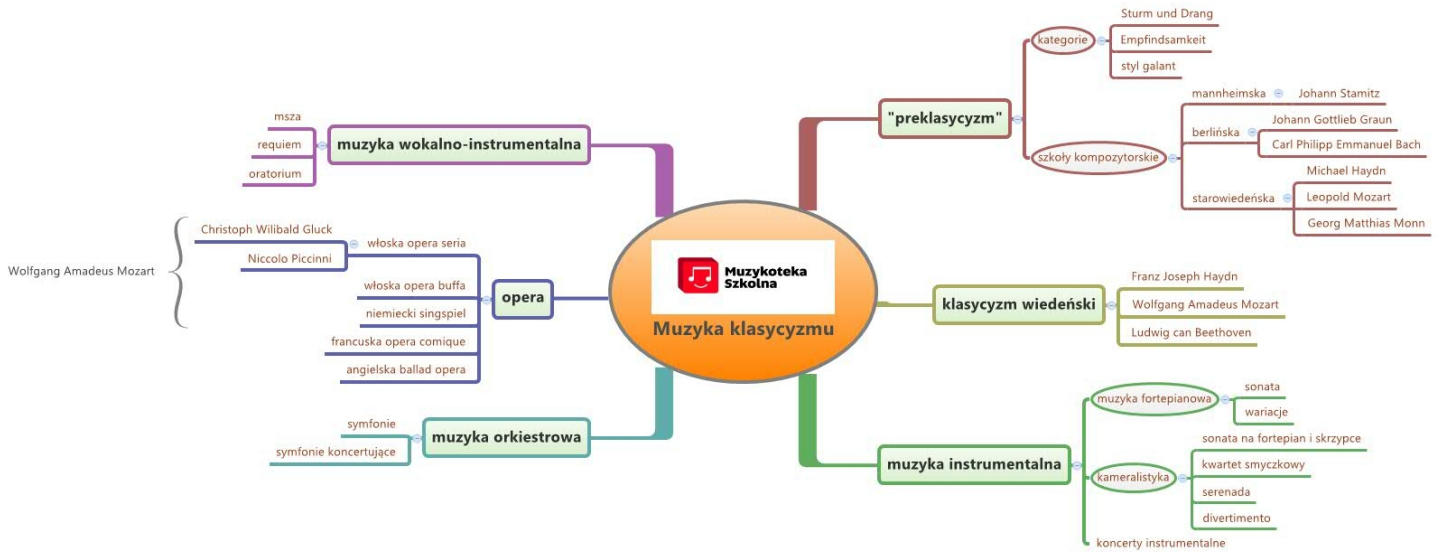 Muzykoteka
Szkolna
Muzyka klasycyzmu
"preklasycyzm"
kategorie
Sturm und Drang
Empfindsamkeit
styl galant
szkoły kompozytorskie
mannheimska
Johann Stamitz
berlińska
Johann Gottlieb Graun
Carl Philipp Emmanuel Bach
starowiedeńska
Michael Haydn
Leopold Mozart
Georg Matthias Monn
klasycyzm wiedeński
Franz Joseph Haydn
Wolfgang Amadeus Mozart
Ludwig can Beethoven
muzyka instrumentalna
muzyka fortepianowa
sonata
wariacje
kameralistyka
sonata na fortepian i skrzypce
kwartet smyczkowy
serenada
divertimento
koncerty instrumentalne
muzyka wokalno-instrumentalna
msza
requiem
oratorium
opera
włoska opera seria
Christoph Wilibald Gluck
Niccolo Piccinni
włoska opera buffa
niemiecki singspiel
francuska opera comique
angielska ballad opera
Wolfgang Amadeus Mozart
muzyka orkiestrowa
symfonie
symfonie koncertujące